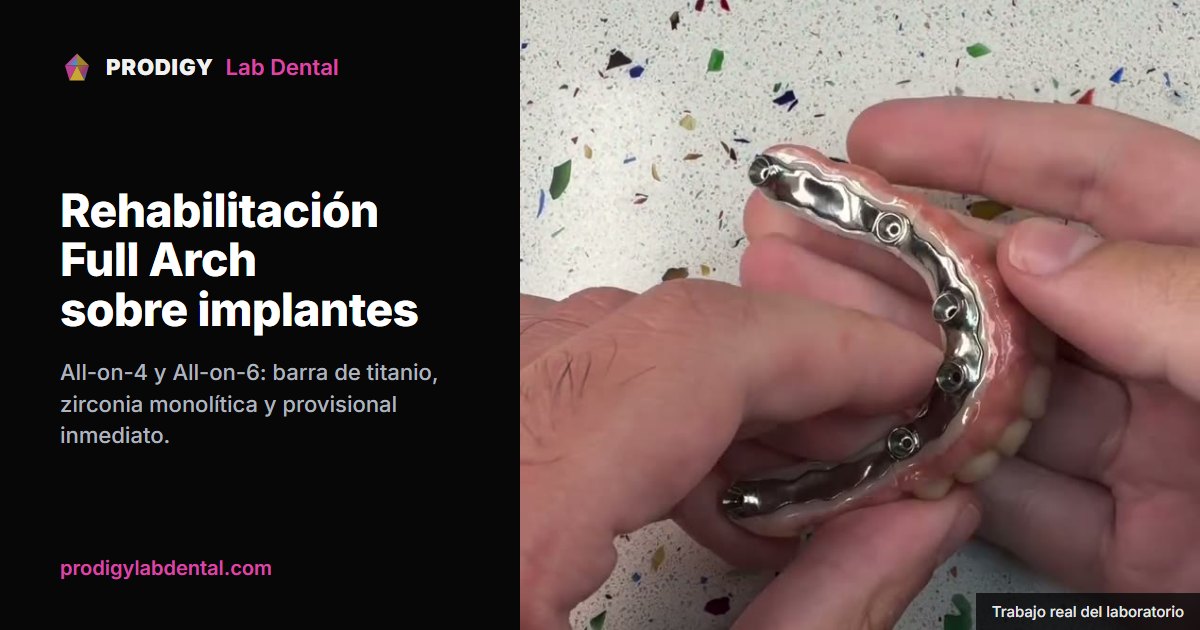 PRODIGY Lab Dental
Rehabilitación
Full Arch
sobre implantes
All-on-4 y All-on-6: barra de titanio,
zirconia monolítica y provisional
inmediato.
prodigylabdental.com
Trabajo real del laboratorio